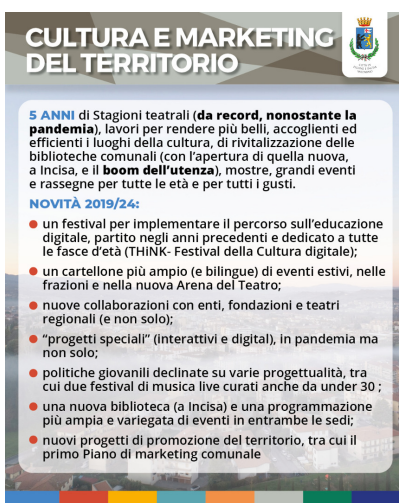 CULTURA E MARKETING
DEL TERRITORIO
5 ANNI di Stagioni teatrali (da record, nonostante la
pandemia), lavori per rendere più belli, accoglienti ed
efficienti i luoghi della cultura, di rivitalizzazione delle
biblioteche comunali (con l'apertura di quella nuova,
a Incisa, e il boom dell'utenza), mostre, grandi eventi
e rassegne per tutte le età e per tutti i gusti.
NOVITÀ 2019/24:
un festival per implementare il percorso sull'educazione
digitale, partito negli anni precedenti e dedicato a tutte
le fasce d'età (THiNK- Festival della Cultura digitale);
un cartellone più ampio (e bilingue) di eventi estivi, nelle
frazioni e nella nuova Arena del Teatro;
nuove collaborazioni con enti, fondazioni e teatri
regionali (e non solo);
"progetti speciali" (interattivi e digital), in pandemia ma
non solo;
politiche giovanili declinate su varie progettualità, tra
cui due festival di musica live curati anche da under 30 ;
una nuova biblioteca (a Incisa) e una programmazione
più ampia e variegata di eventi in entrambe le sedi;
nuovi progetti di promozione del territorio, tra cui il
primo Piano di marketing comunale